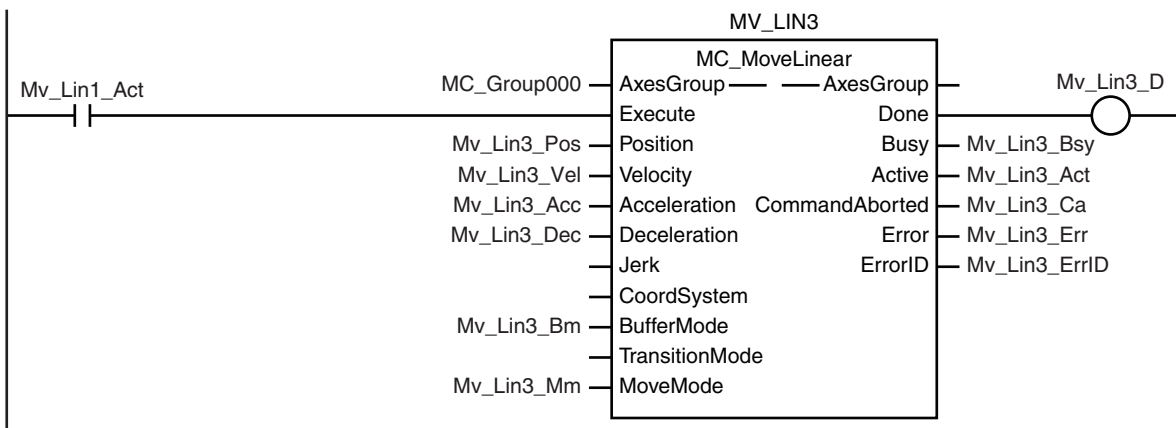 MV_LIN3
MC_MoveLinear
Mv_Lin1_Act
MC_Group000 AxesGroup AxesGroup Mv_Lin3_D
Execute Done
Mv_Lin3_Pos Position Busy Mv_Lin3_Bsy
Mv_Lin3_Vel Velocity Active Mv_Lin3_Act
Mv_Lin3_Acc Acceleration CommandAborted Mv_Lin3_Ca
Mv_Lin3_Dec Deceleration Error Mv_Lin3_Err
Jerk ErrorID Mv_Lin3_ErrID
CoordSystem
Mv_Lin3_Bm BufferMode
TransitionMode
Mv_Lin3_Mm MoveMode